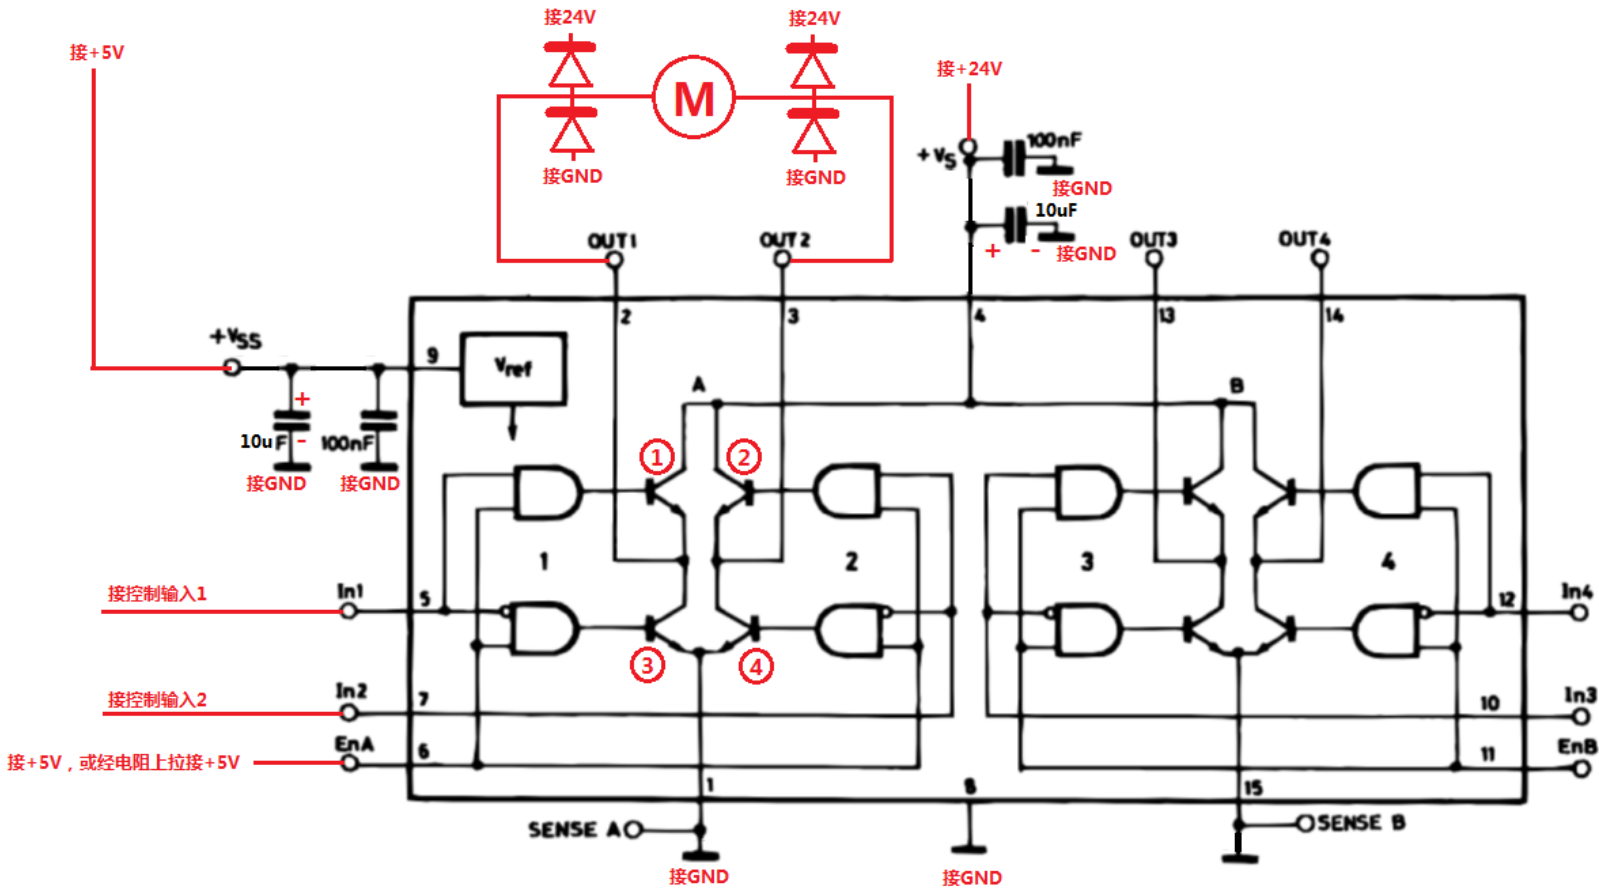 接24V
接24V
接+5V
M
接+24V
100nF
+VS
接GND
接GND
接GND
10uF
+ -
接GND
OUT1
OUT2
OUT3
OUT4
2
3
4
13
14
+VSS
9
Vref
A
B
+
10uF
-
100nF
接GND
接GND
①
②
1
2
3
4
接控制输入1
In1
5
12
In4
③
④
接控制输入2
In2
7
10
In3
接+5V，或经电阻上拉接+5V
EnA
6
11
EnB
1
8
15
SENSE A
SENSE B
接GND
接GND